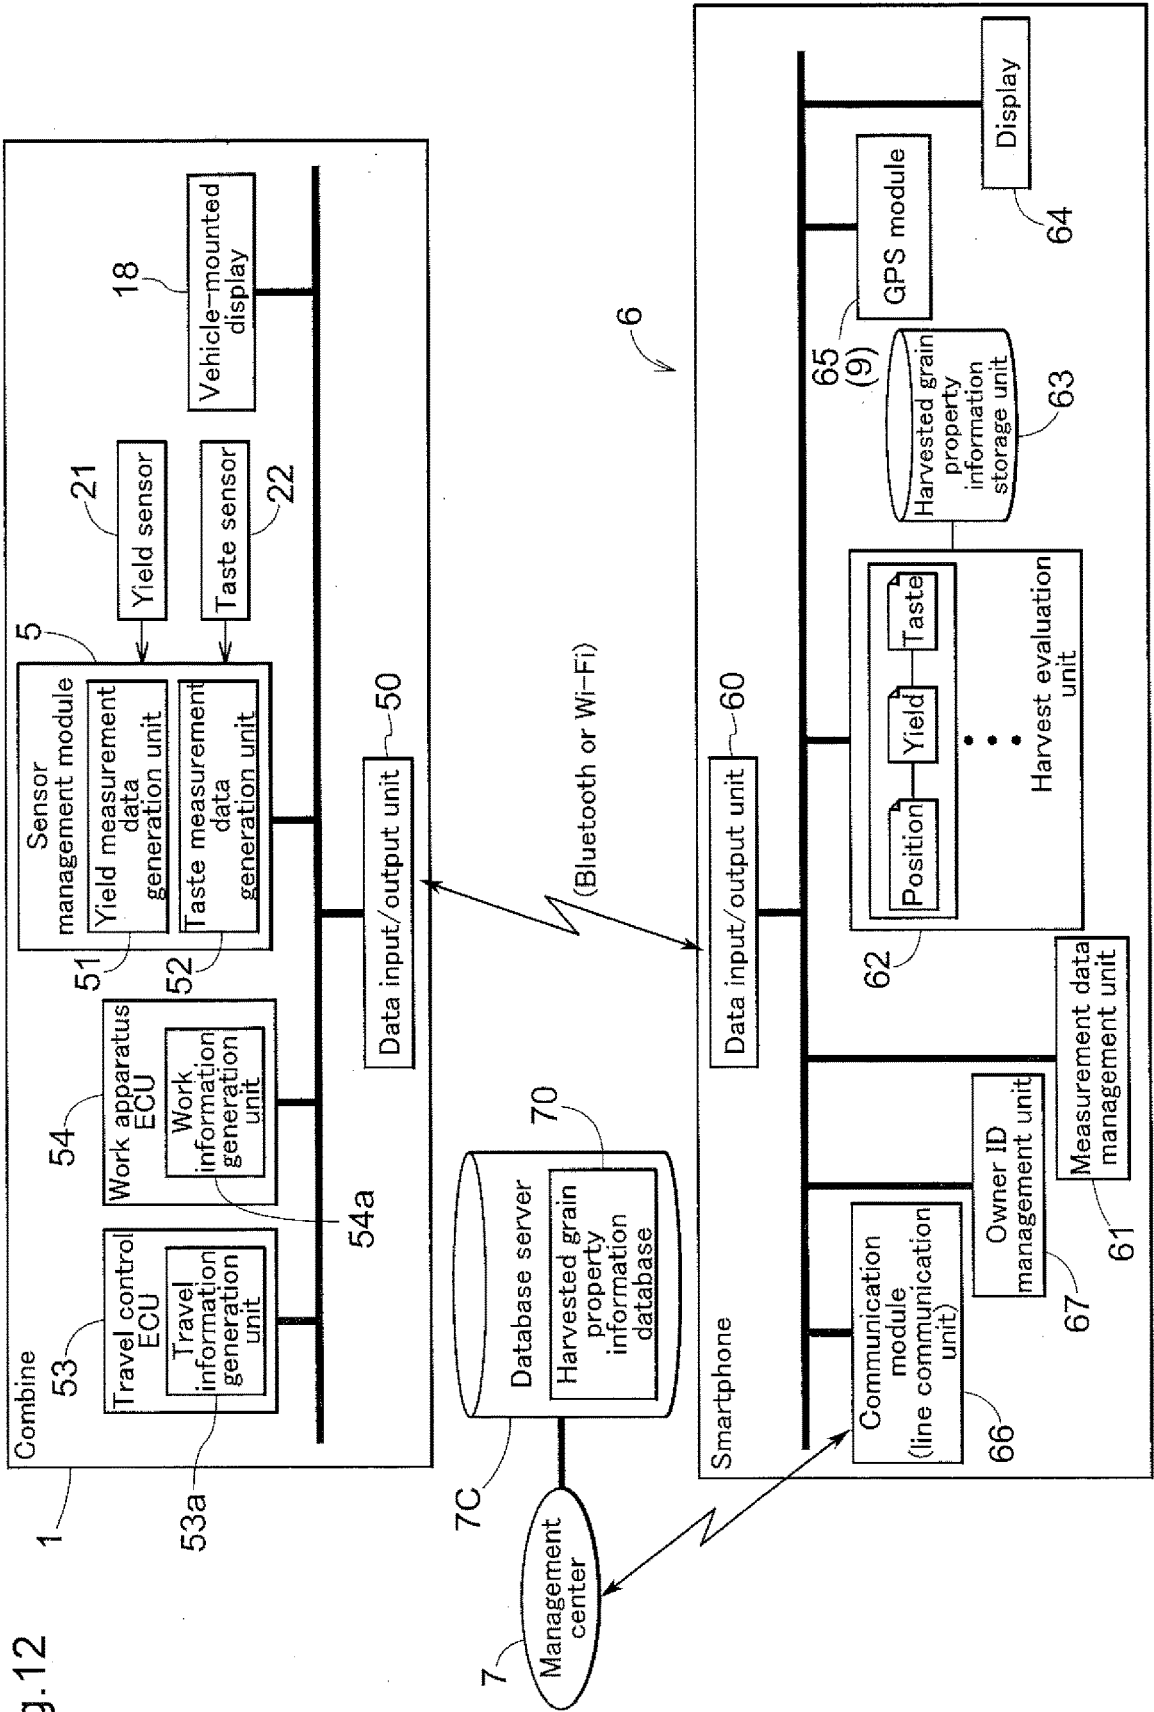 g.12
Combine
1
Travel control
ECU
Travel
information
generation
unit
53
53a
Work apparatus
ECU
Work
information
generation
unit
54
54a
Sensor
management module
Yield measurement
data
generation unit
Taste measurement
data
generation unit
5
51
52
Yield sensor
21
Taste sensor
22
Vehicle-mounted
display
18
Data input/output unit
50
(Bluetooth or Wi-Fi)
Management
center
7
Database server
Harvested grain
property
information
database
7C
70
6
Smartphone
Data input/output unit
60
Communication
module
(line communication
unit)
66
Owner ID
management unit
67
Measurement data
management unit
61
Position
Yield
Taste
Harvest evaluation
unit
62
Harvested grain
property
information
storage unit
63
GPS module
65
(9)
Display
64